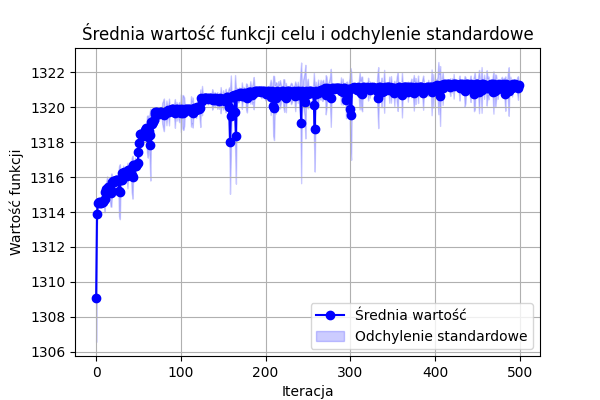 Średnia wartość funkcji celu i odchylenie standardowe
Wartość funkcji
1322
1320
1318
1316
1314
1312
1310
1308
1306
0 100 200 300 400 500
Iteracja
Średnia wartość
Odchylenie standardowe